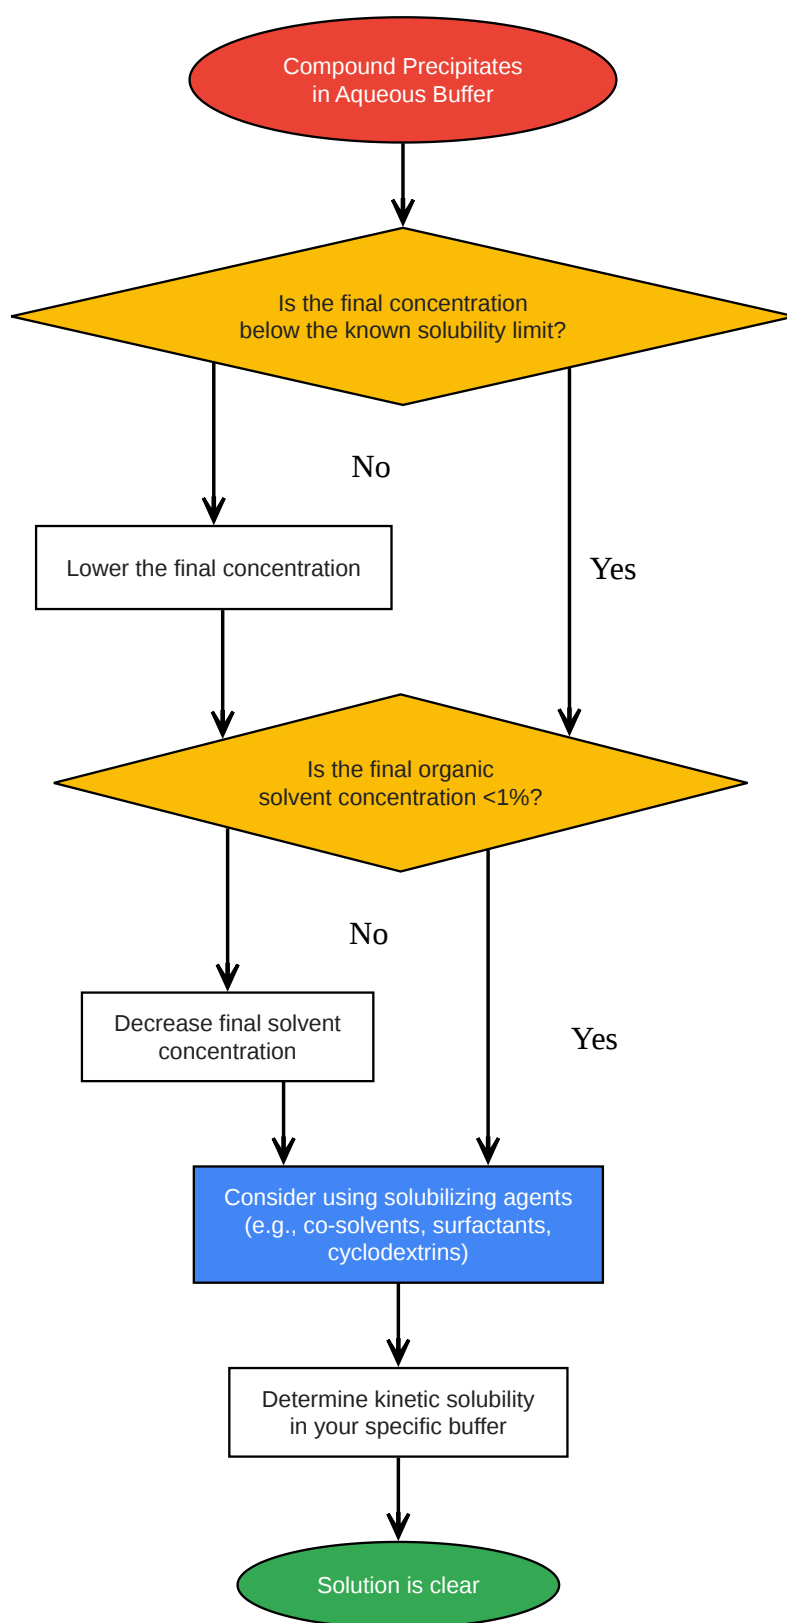 Compound Precipitates
in Aqueous Buffer
Is the final concentration
below the known solubility limit?
No
Lower the final concentration
Yes
Is the final organic
solvent concentration <1%?
No
Decrease final solvent
concentration
Yes
Consider using solubilizing agents
(e.g., co-solvents, surfactants,
cyclodextrins)
Determine kinetic solubility
in your specific buffer
Solution is clear